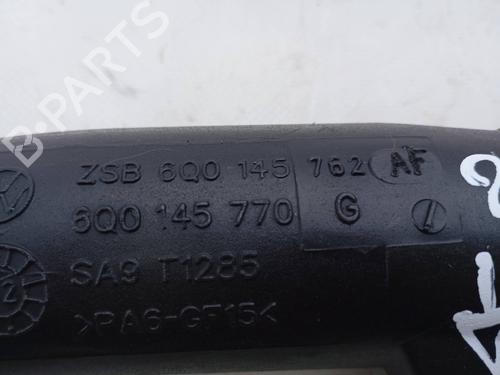 ZSB 6Q0 145 762 AF
6Q0 145 770 G
SA9 T1285
>PA6-GF15<
B-PARTS